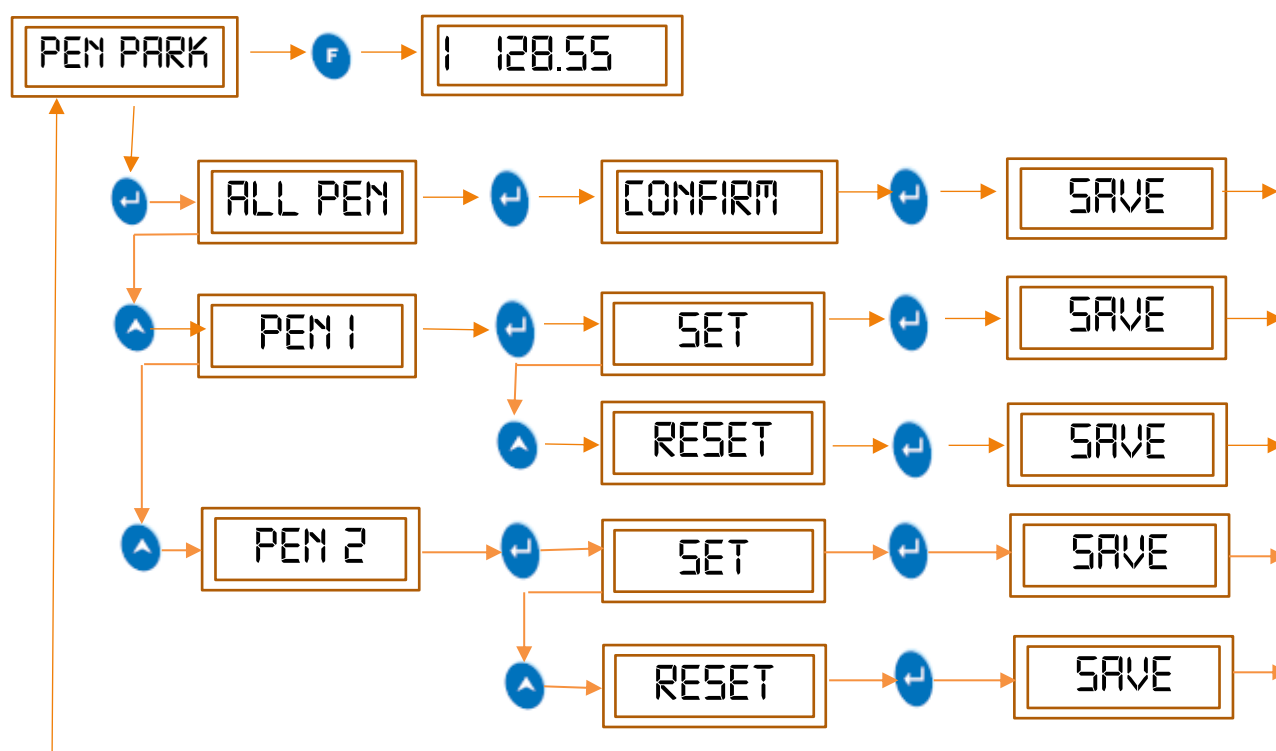 PEN PARK
F
1 128.55
ALL PEN
CONFIRM
SAVE
PEN 1
SET
SAVE
RESET
SAVE
PEN 2
SET
SAVE
RESET
SAVE